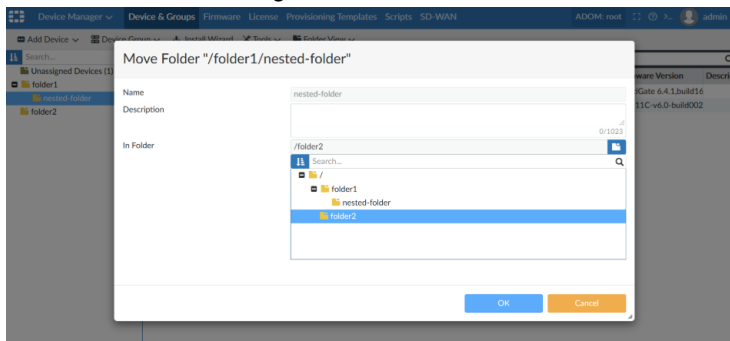 Device Manager Device & Groups Firmware License Provisioning Templates Scripts SD-WAN ADOM: root admin
Add Device Device Group Install Wizard Tools Folder View
Search...
Unassigned Devices (1)
folder1
nested-folder
folder2
Move Folder "/folder1/nested-folder"
Name nested-folder
Description
0/1023
In Folder /folder2
Search...
/
folder1
nested-folder
folder2
OK Cancel
ware Version Descri
Gate 6.4.1,build16
11C-v6.0-build002